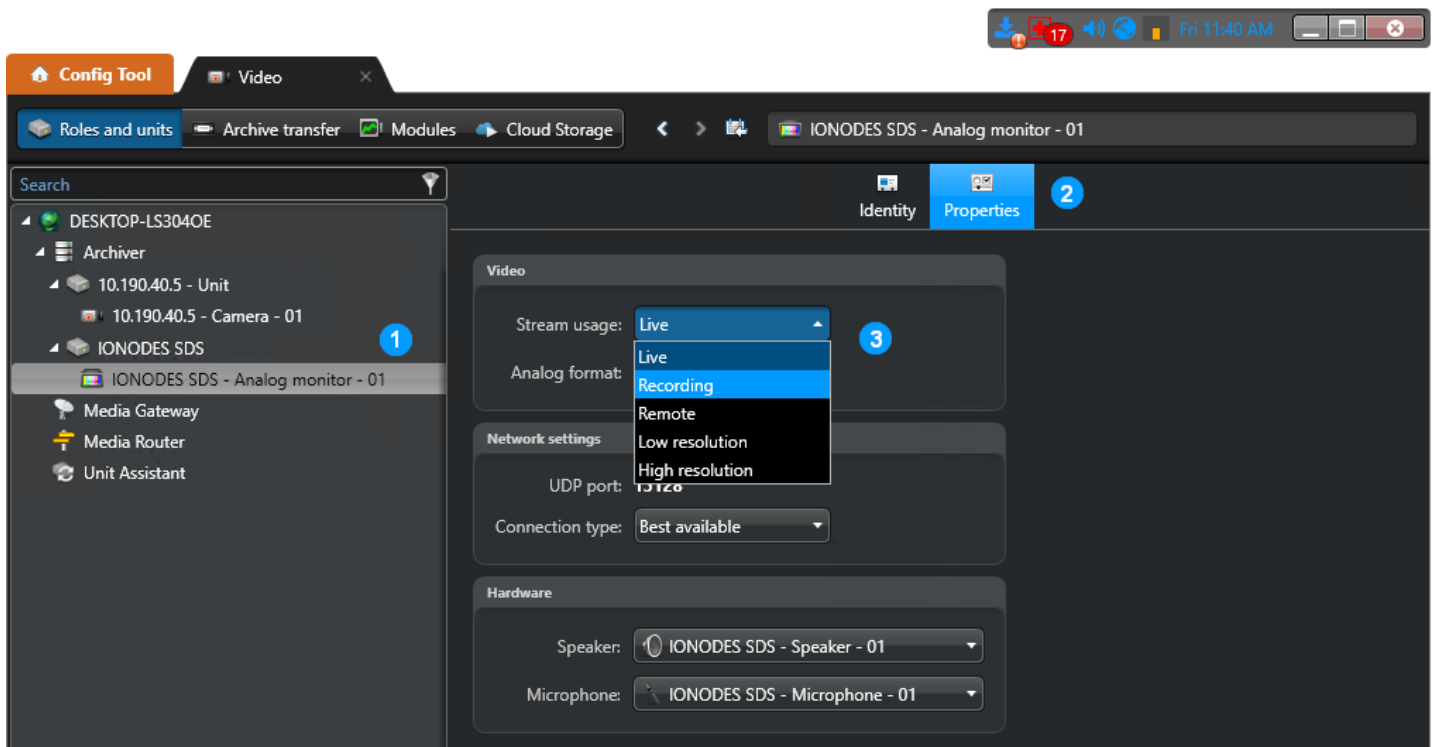 17 Fri 11:40 AM
Config Tool Video
Roles and units Archive transfer Modules Cloud Storage IONODES SDS - Analog monitor - 01
Search
Identity Properties 2
DESKTOP-LS304OE
Archiver
10.190.40.5 - Unit
10.190.40.5 - Camera - 01
1
IONODES SDS
IONODES SDS - Analog monitor - 01
Media Gateway
Media Router
Unit Assistant
Video
Stream usage: Live 3
Live
Analog format:
Recording
Remote
Low resolution
High resolution
Network settings
UDP port: 15128
Connection type: Best available
Hardware
Speaker: IONODES SDS - Speaker - 01
Microphone: IONODES SDS - Microphone - 01